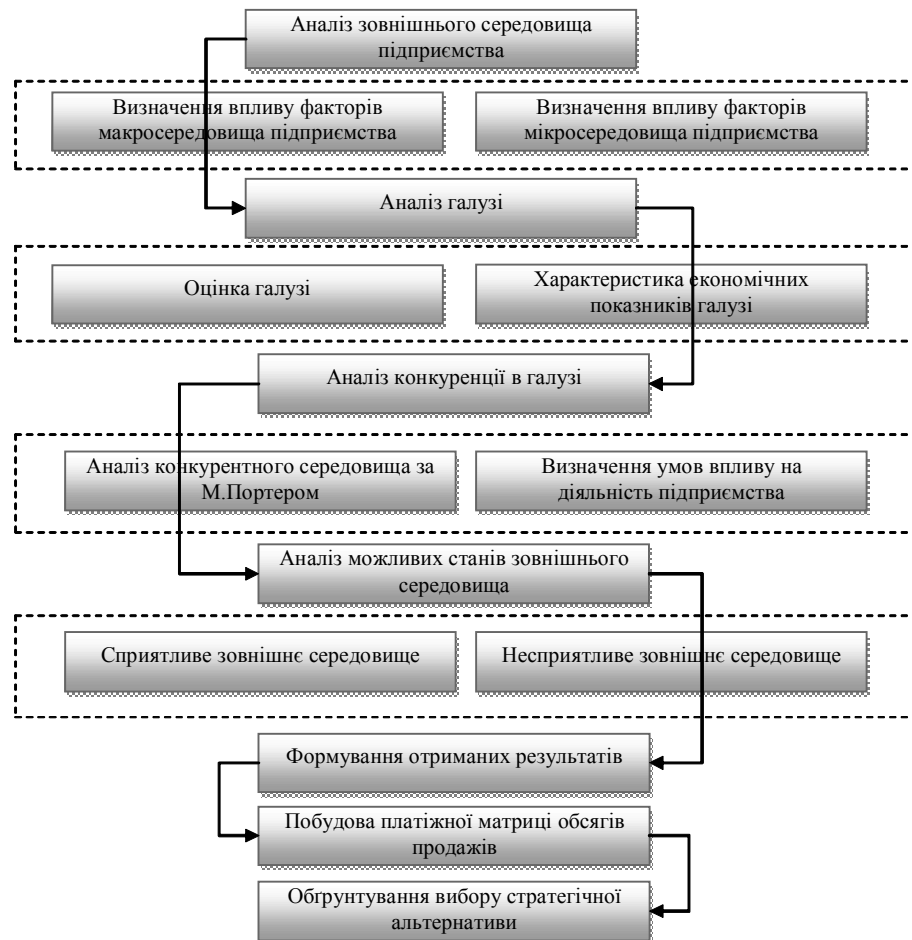 Аналіз зовнішнього середовища
підприємства
Визначення впливу факторів
макросередовища підприємства
Визначення впливу факторів
мікросередовища підприємства
Аналіз галузі
Оцінка галузі
Характеристика економічних
показників галузі
Аналіз конкуренції в галузі
Аналіз конкурентного середовища за
М.Портером
Визначення умов впливу на
діяльність підприємства
Аналіз можливих станів зовнішнього
середовища
Сприятливе зовнішнє середовище
Несприятливе зовнішнє середовище
Формування отриманих результатів
Побудова платіжної матриці обсягів
продажів
Обґрунтування вибору стратегічної
альтернативи